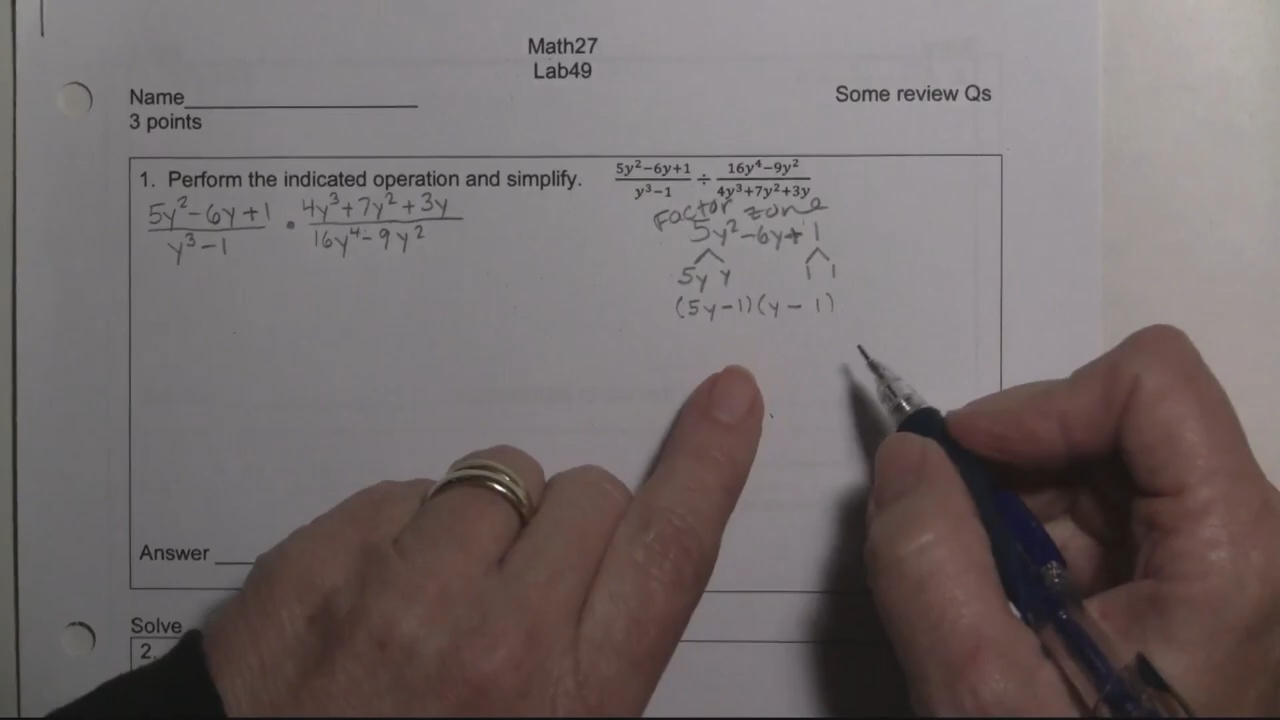 Math27
Lab49
Name____________________ Some review Qs
3 points
1. Perform the indicated operation and simplify. (5y²−6y+1)/(y³−1) ÷ (16y⁴−9y²)/(4y³+7y²+3y)
(5y²-6y+1)/(y³-1) • (4y³+7y²+3y)/(16y⁴-9y²)
Factor zone
5y²-6y+1
5y y 1 1
(5y-1)(y-1)
Answer ___
Solve
2.